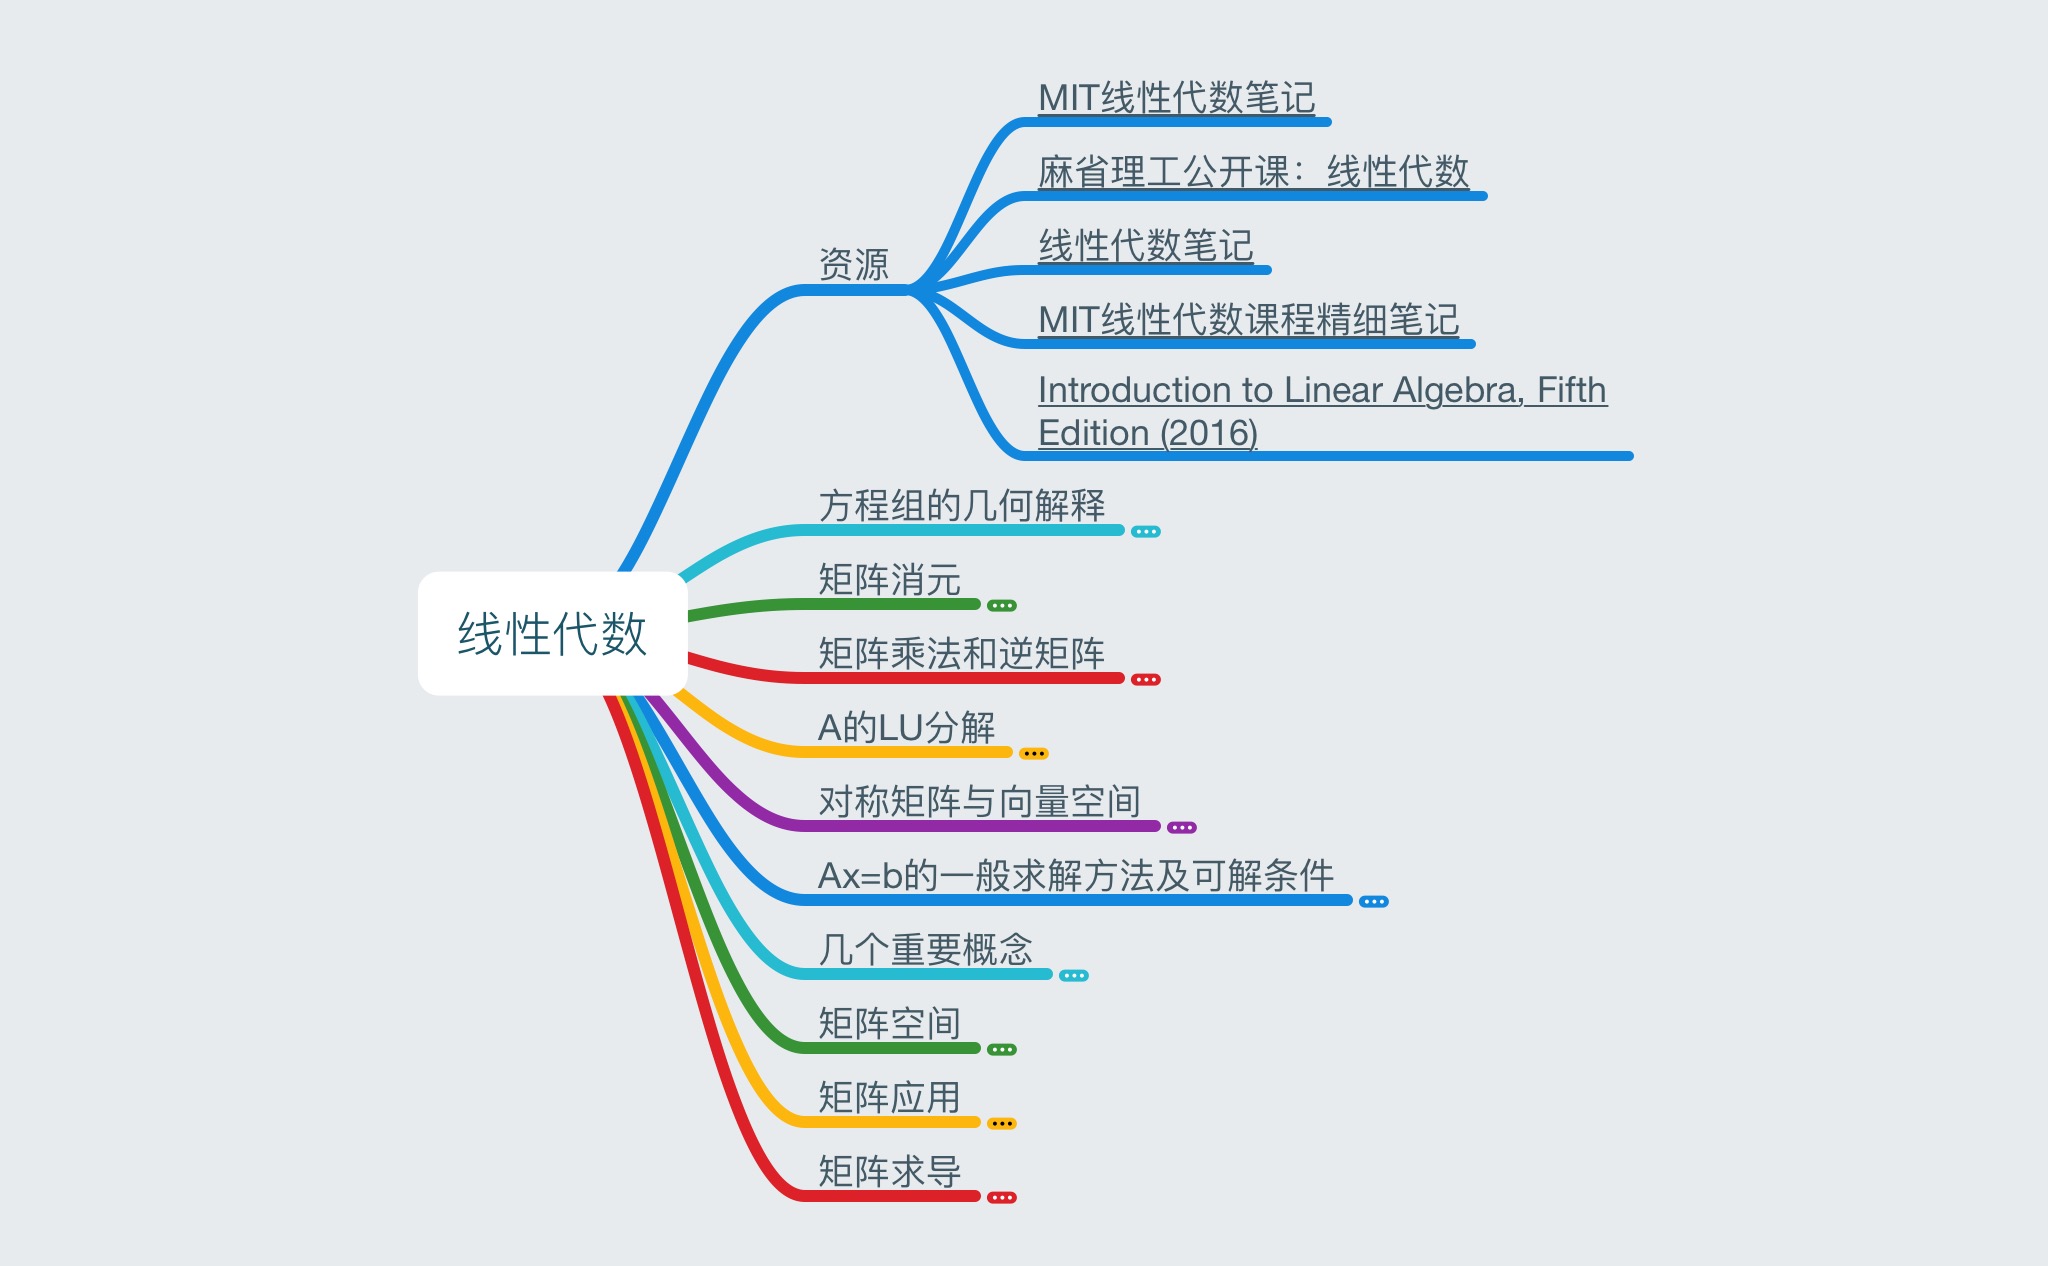 MIT线性代数笔记
麻省理工公开课：线性代数
线性代数笔记
资源
MIT线性代数课程精细笔记
Introduction to Linear Algebra, Fifth
Edition (2016)
方程组的几何解释
矩阵消元
线性代数
矩阵乘法和逆矩阵
A的LU分解
对称矩阵与向量空间
Ax=b的一般求解方法及可解条件
几个重要概念
矩阵空间
矩阵应用
矩阵求导